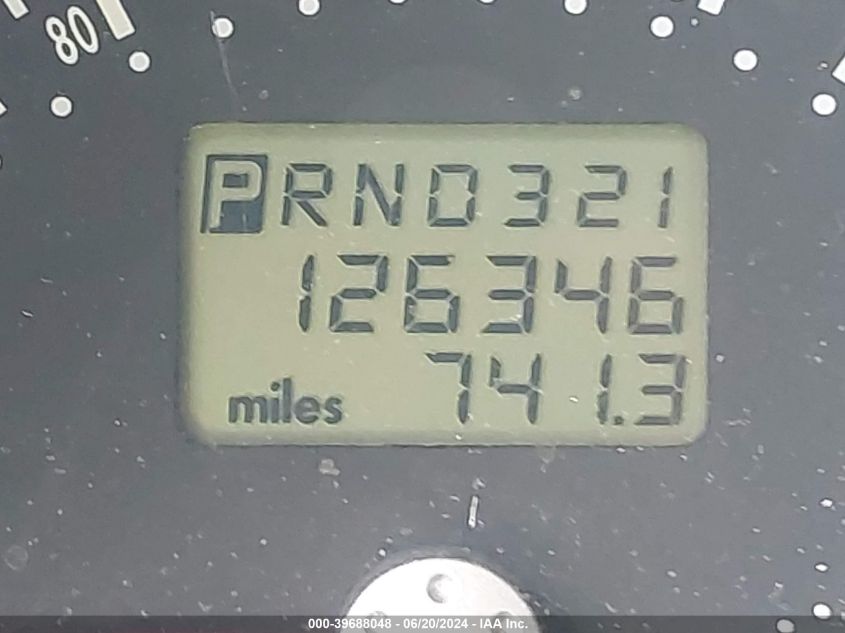 80
PRND321
126346
miles 741.3
000-39688048 - 06/20/2024 - IAA Inc.